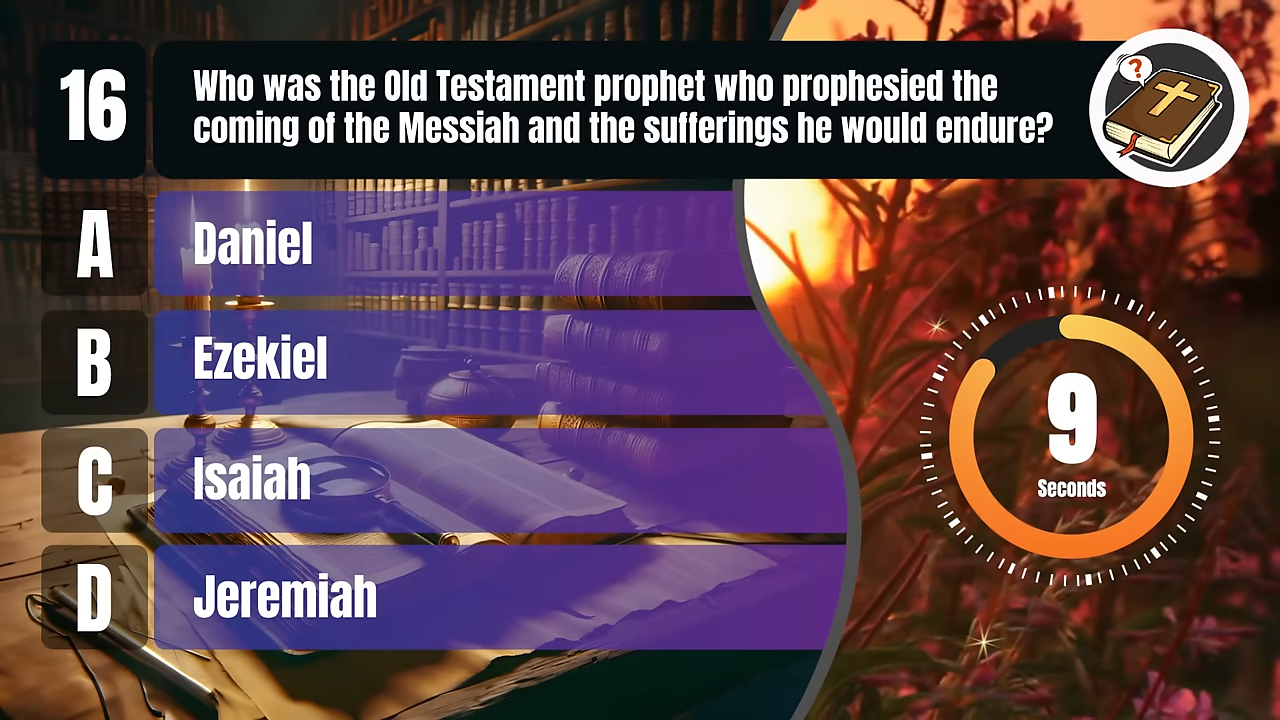 16
Who was the Old Testament prophet who prophesied the
coming of the Messiah and the sufferings he would endure?
?
A
Daniel
B
Ezekiel
C
Isaiah
D
Jeremiah
9
Seconds